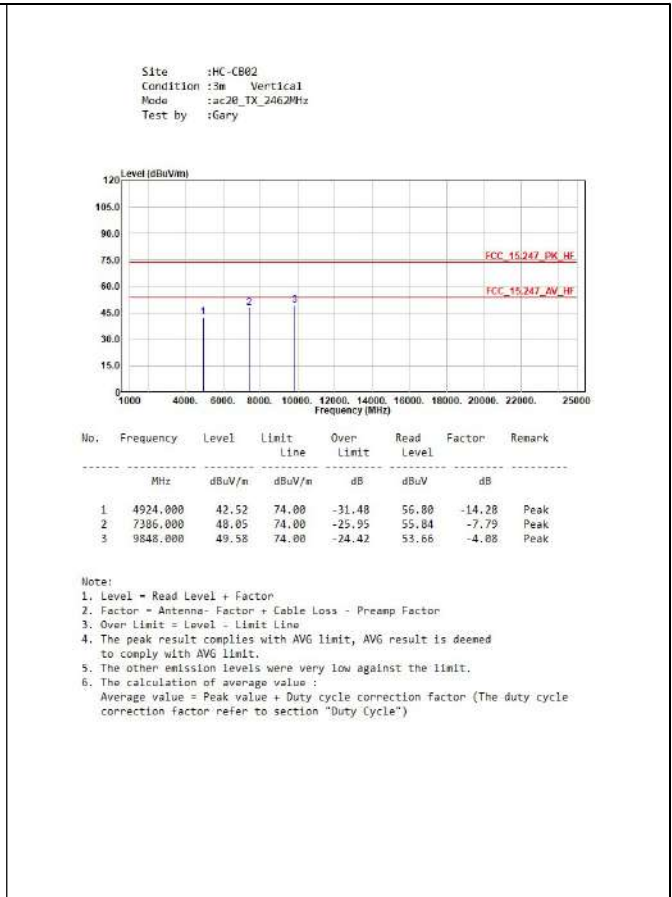 Site :HC-CB02
Condition :3m Vertical
Mode :ac20_TX_2462MHz
Test by :Gary
Level (dBuV/m)
120
105.0
90.0
75.0
60.0
45.0
30.0
15.0
0
FCC_15.247_PK_HF
FCC_15.247_AV_HF
1 2 3
1000 4000. 6000. 8000. 10000. 12000. 14000. 16000. 18000. 20000. 22000. 25000
Frequency (MHz)
No. Frequency Level Limit Over Read Factor Remark
Line Limit Level
------ --------- -------- -------- -------- -------- -------- ---------
MHz dBuV/m dBuV/m dB dBuV dB
1 4924.000 42.52 74.00 -31.48 56.80 -14.28 Peak
2 7386.000 48.05 74.00 -25.95 55.84 -7.79 Peak
3 9848.000 49.58 74.00 -24.42 53.66 -4.08 Peak
Note:
1. Level = Read Level + Factor
2. Factor = Antenna- Factor + Cable Loss - Preamp Factor
3. Over Limit = Level - Limit Line
4. The peak result complies with AVG limit, AVG result is deemed
to comply with AVG limit.
5. The other emission levels were very low against the limit.
6. The calculation of average value :
Average value = Peak value + Duty cycle correction factor (The duty cycle
correction factor refer to section "Duty Cycle")